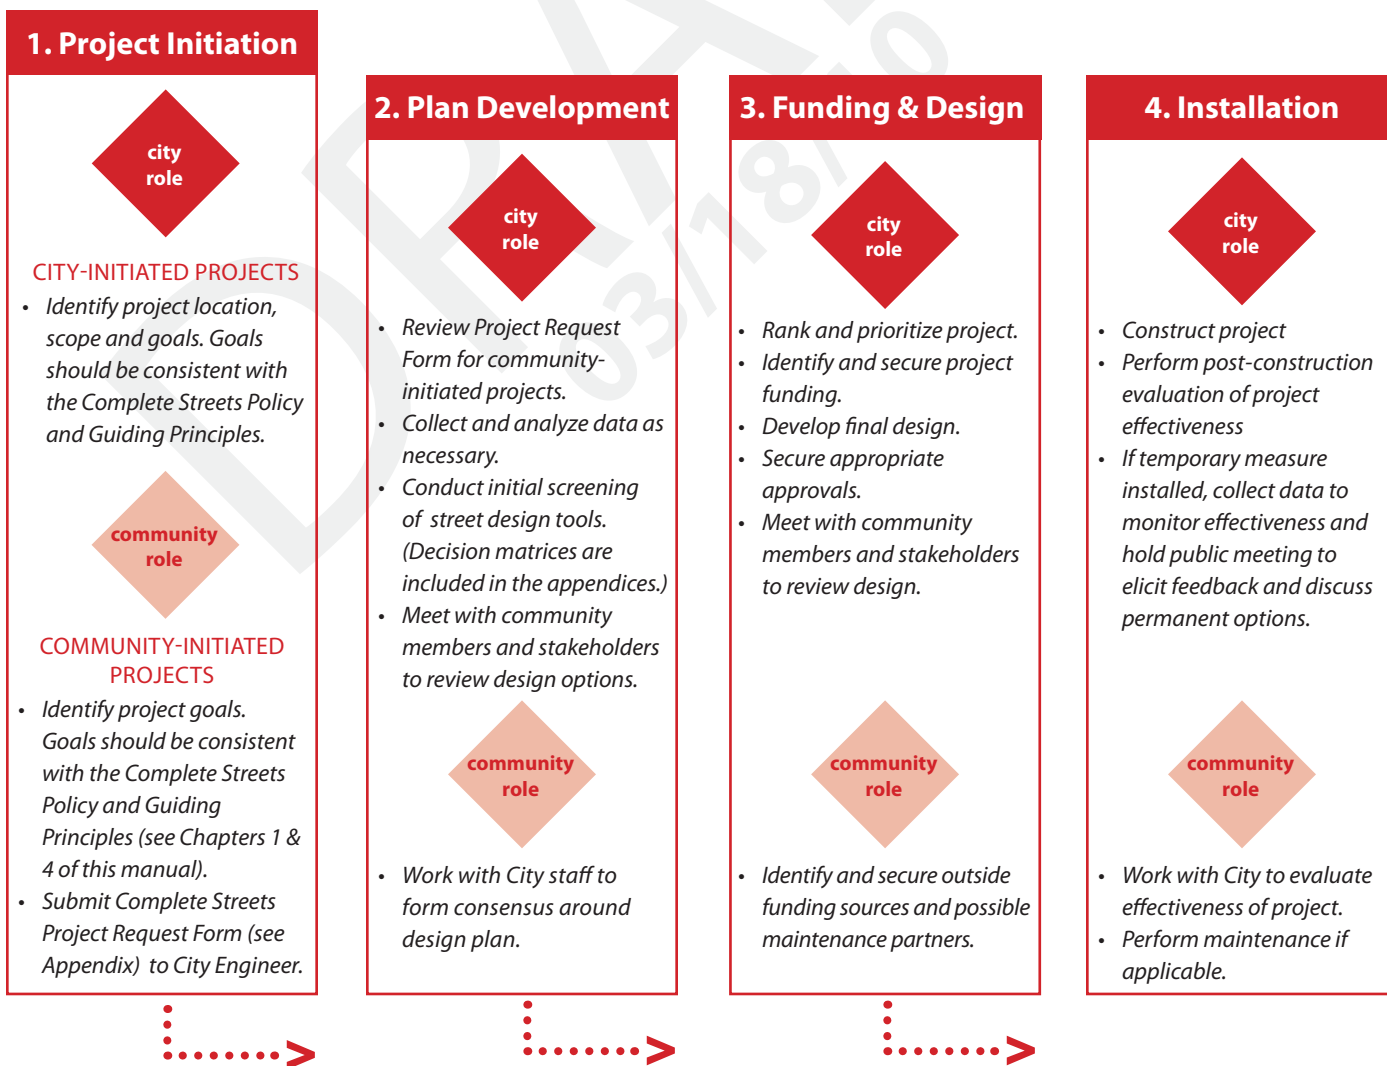 1. Project Initiation
city
role
CITY-INITIATED PROJECTS
• Identify project location,
scope and goals. Goals
should be consistent with
the Complete Streets Policy
and Guiding Principles.
community
role
COMMUNITY-INITIATED
PROJECTS
• Identify project goals.
Goals should be consistent
with the Complete Streets
Policy and Guiding
Principles (see Chapters 1 &
4 of this manual).
• Submit Complete Streets
Project Request Form (see
Appendix) to City Engineer.
2. Plan Development
city
role
• Review Project Request
Form for community-
initiated projects.
• Collect and analyze data as
necessary.
• Conduct initial screening
of street design tools.
(Decision matrices are
included in the appendices.)
• Meet with community
members and stakeholders
to review design options.
community
role
• Work with City staff to
form consensus around
design plan.
3. Funding & Design
city
role
• Rank and prioritize project.
• Identify and secure project
funding.
• Develop final design.
• Secure appropriate
approvals.
• Meet with community
members and stakeholders
to review design.
community
role
• Identify and secure outside
funding sources and possible
maintenance partners.
4. Installation
city
role
• Construct project
• Perform post-construction
evaluation of project
effectiveness
• If temporary measure
installed, collect data to
monitor effectiveness and
hold public meeting to
elicit feedback and discuss
permanent options.
community
role
• Work with City to evaluate
effectiveness of project.
• Perform maintenance if
applicable.
03/18/10